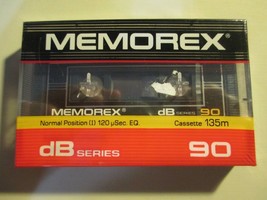 MEMOREX®
MEMOREX dB SERIES 90
Normal Position (I) 120 µSec. EQ. Cassette 135m
dB SERIES 90